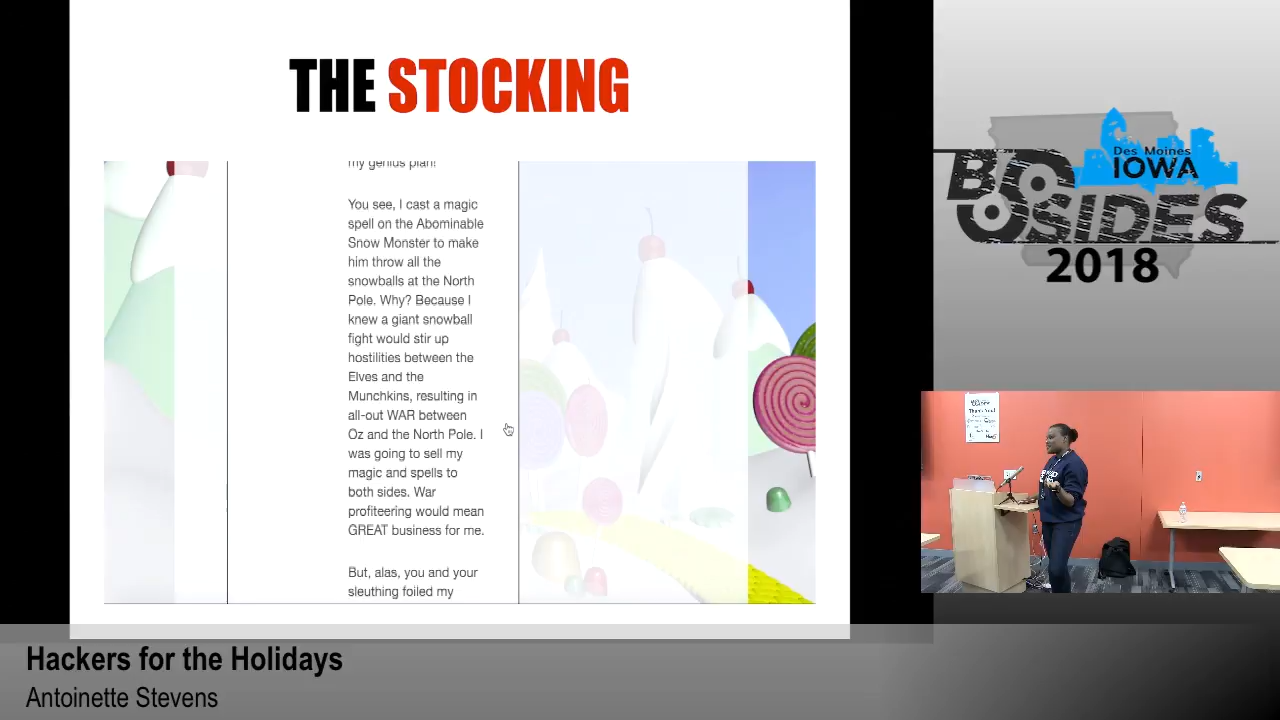 THE STOCKING
my genius plan!
You see, I cast a magic
spell on the Abominable
Snow Monster to make
him throw all the
snowballs at the North
Pole. Why? Because I
knew a giant snowball
fight would stir up
hostilities between the
Elves and the
Munchkins, resulting in
all-out WAR between
Oz and the North Pole. I
was going to sell my
magic and spells to
both sides. War
profiteering would mean
GREAT business for me.
But, alas, you and your
sleuthing foiled my
Des Moines
IOWA
BSIDES
2018
Thank You!
Hackers for the Holidays
Antoinette Stevens